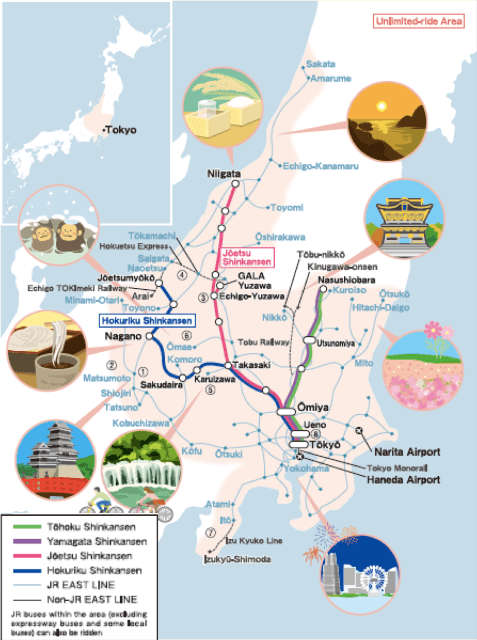 Unlimited-ride Area
Sakata
Amarume
Tokyo
Niigata
Echigo-Kanamaru
Toyomi
Tōkamachi
Hokuetsu Express
Ōshirakawa
Saigata
Naoetsu
④
Jōetsu
Shinkansen
Tōbu-nikkō
Kinugawa-onsen
Jōetsumyōkō
GALA
Yuzawa
Nasushiobara
Echigo TOKImeki Railway
Arai
③
Echigo-Yuzawa
Kuroiso
Ōtsukō
Minami-Otari
Toyono
Hitachi-Daigo
Nikkō
Hokuriku Shinkansen
Nagano
⑥
Tobu Railway
Utsunomiya
Ōmae
Komoro
Takasaki
Mito
②
①
Matsumoto
Sakudaira
Karuizawa
⑤
Shiojiri
Tatsuno
Ōmiya
Kobuchizawa
Ueno
⑧
Tōkyō
Kōfu
Ōtsuki
Narita Airport
Yokohama
Tokyo Monorail
Haneda Airport
Atami
Itō
⑦
Izu Kyuko Line
Izukyū-Shimoda
Tōhoku Shinkansen
Yamagata Shinkansen
Jōetsu Shinkansen
Hokuriku Shinkansen
JR EAST LINE
Non-JR EAST LINE
JR buses within the area (excluding
expressway buses and some local
buses) can also be ridden